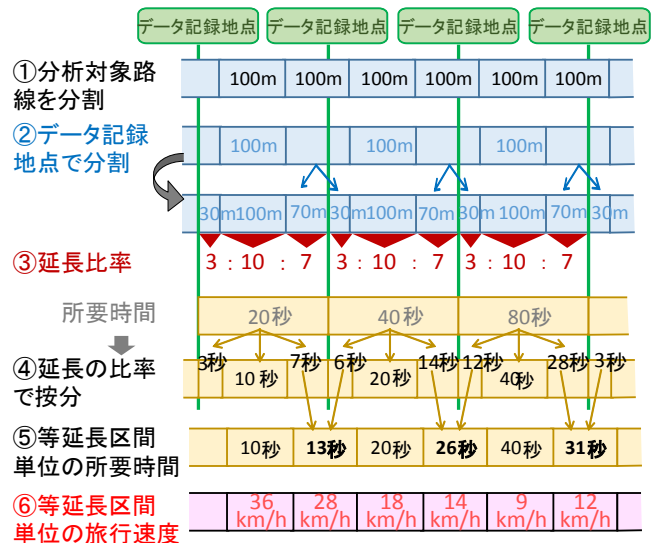 データ記録地点 データ記録地点 データ記録地点 データ記録地点
①分析対象路
線を分割
100m 100m 100m 100m 100m 100m
②データ記録
地点で分割
100m 100m 100m
30m 100m 70m 30m 100m 70m 30m 100m 70m 30m
③延長比率
3 : 10 : 7 3 : 10 : 7 3 : 10 : 7
所要時間
20秒 40秒 80秒
3秒 7秒 6秒 14秒 12秒 28秒 3秒
④延長の比率
で按分
10秒 20秒 40秒
⑤等延長区間
単位の所要時間
10秒 13秒 20秒 26秒 40秒 31秒
⑥等延長区間
単位の旅行速度
36 28 18 14 9 12
km/h km/h km/h km/h km/h km/h